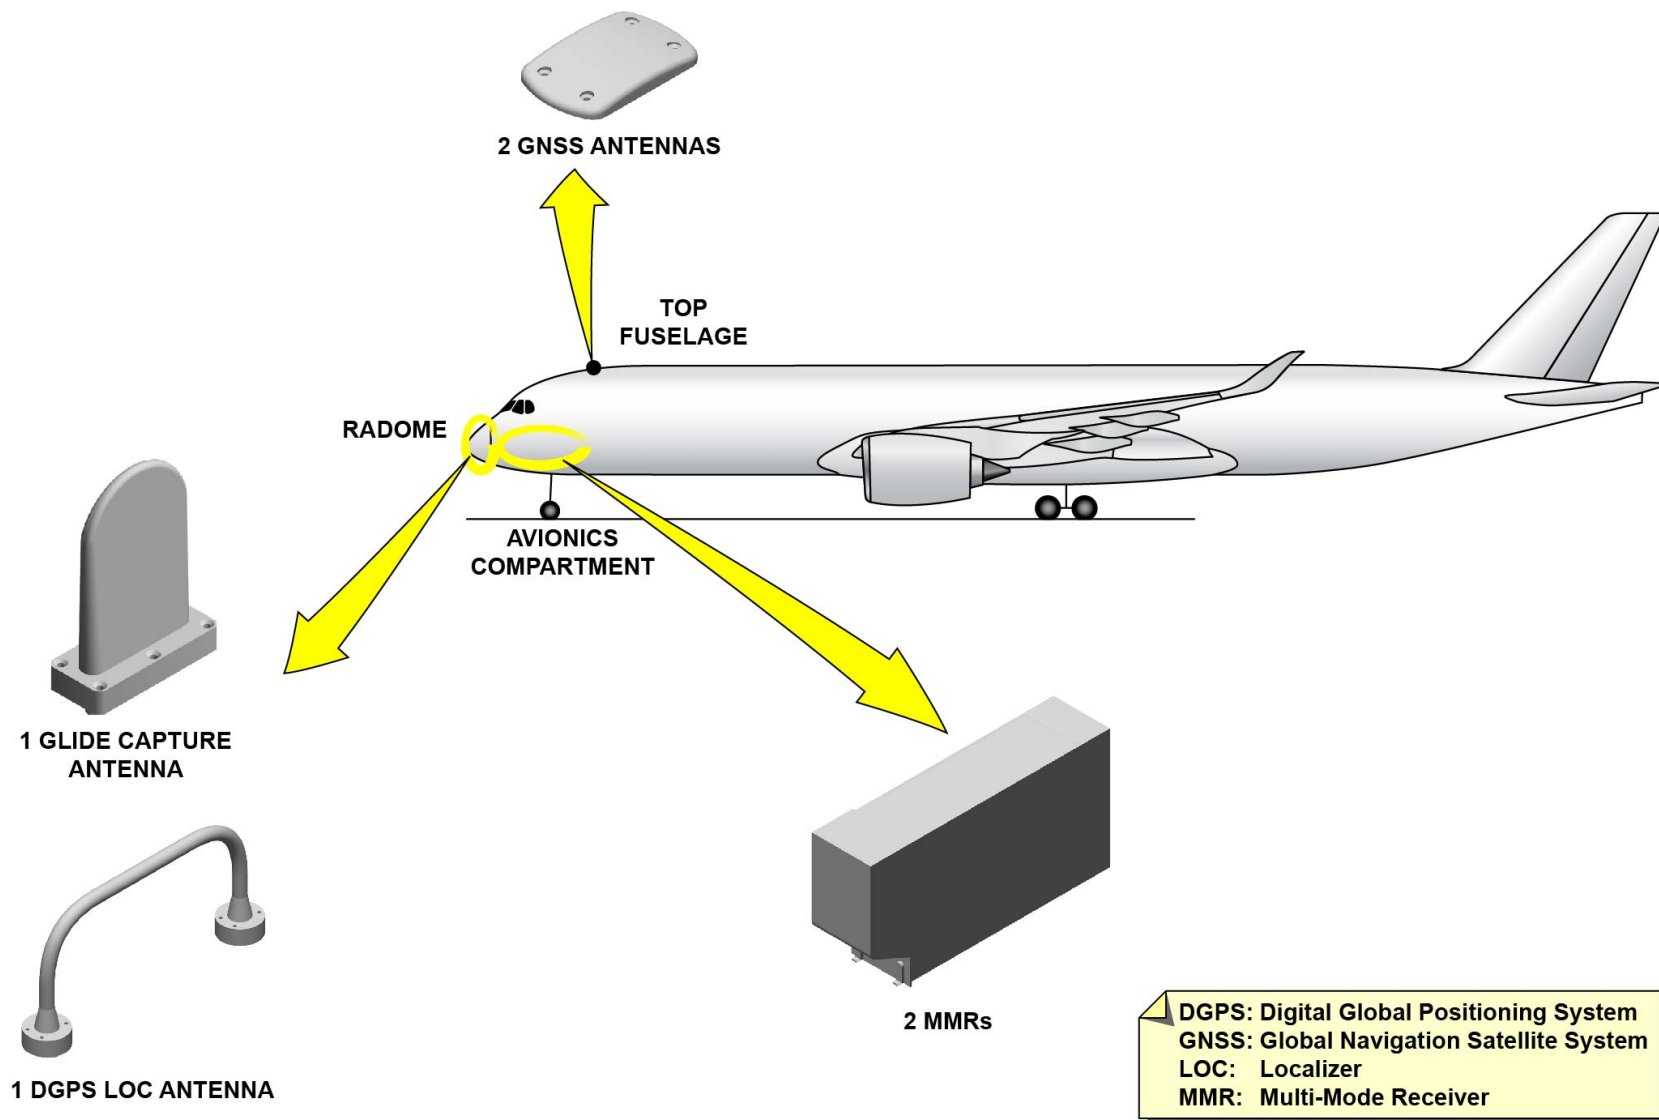 2 GNSS ANTENNAS
TOP
FUSELAGE
RADOME
AVIONICS
COMPARTMENT
1 GLIDE CAPTURE
ANTENNA
2 MMRs
1 DGPS LOC ANTENNA
DGPS: Digital Global Positioning System
GNSS: Global Navigation Satellite System
LOC: Localizer
MMR: Multi-Mode Receiver